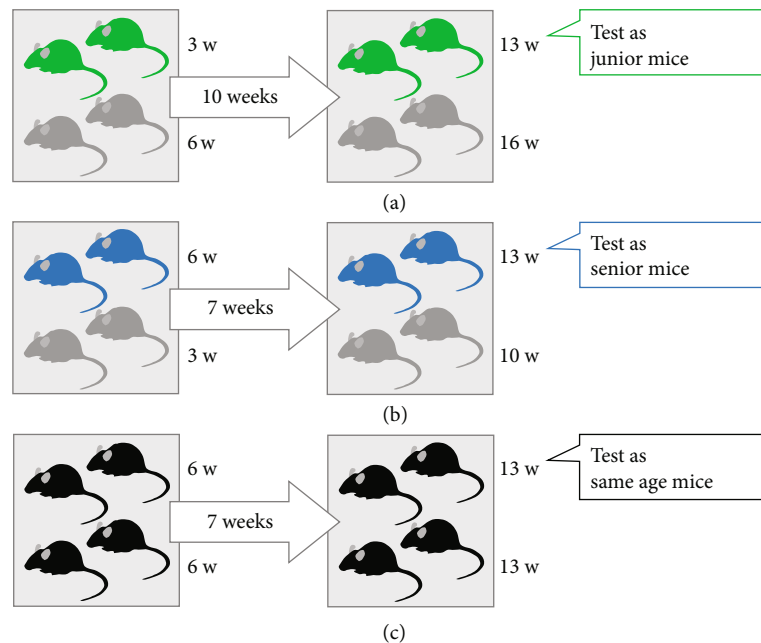 3 w
10 weeks
6 w
13 w
16 w
Test as
junior mice
(a)
6 w
7 weeks
3 w
13 w
10 w
Test as
senior mice
(b)
6 w
7 weeks
6 w
13 w
13 w
Test as
same age mice
(c)